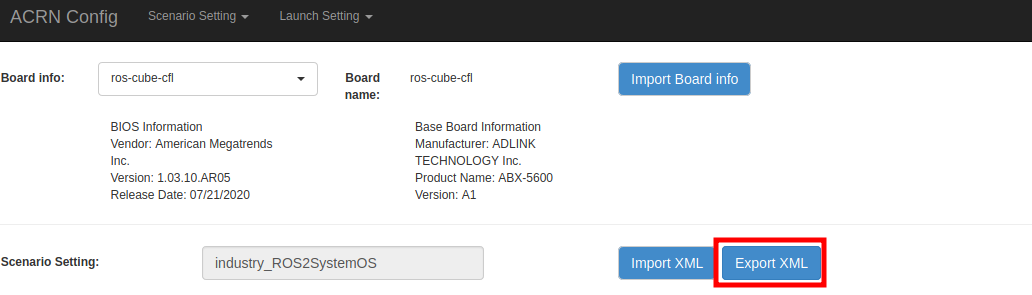 ACRN Config Scenario Setting Launch Setting
Board info: ros-cube-cfl Board name: ros-cube-cfl Import Board info
BIOS Information
Vendor: American Megatrends
Inc.
Version: 1.03.10.AR05
Release Date: 07/21/2020
Base Board Information
Manufacturer: ADLINK
TECHNOLOGY Inc.
Product Name: ABX-5600
Version: A1
Scenario Setting: industry_ROS2SystemOS Import XML Export XML